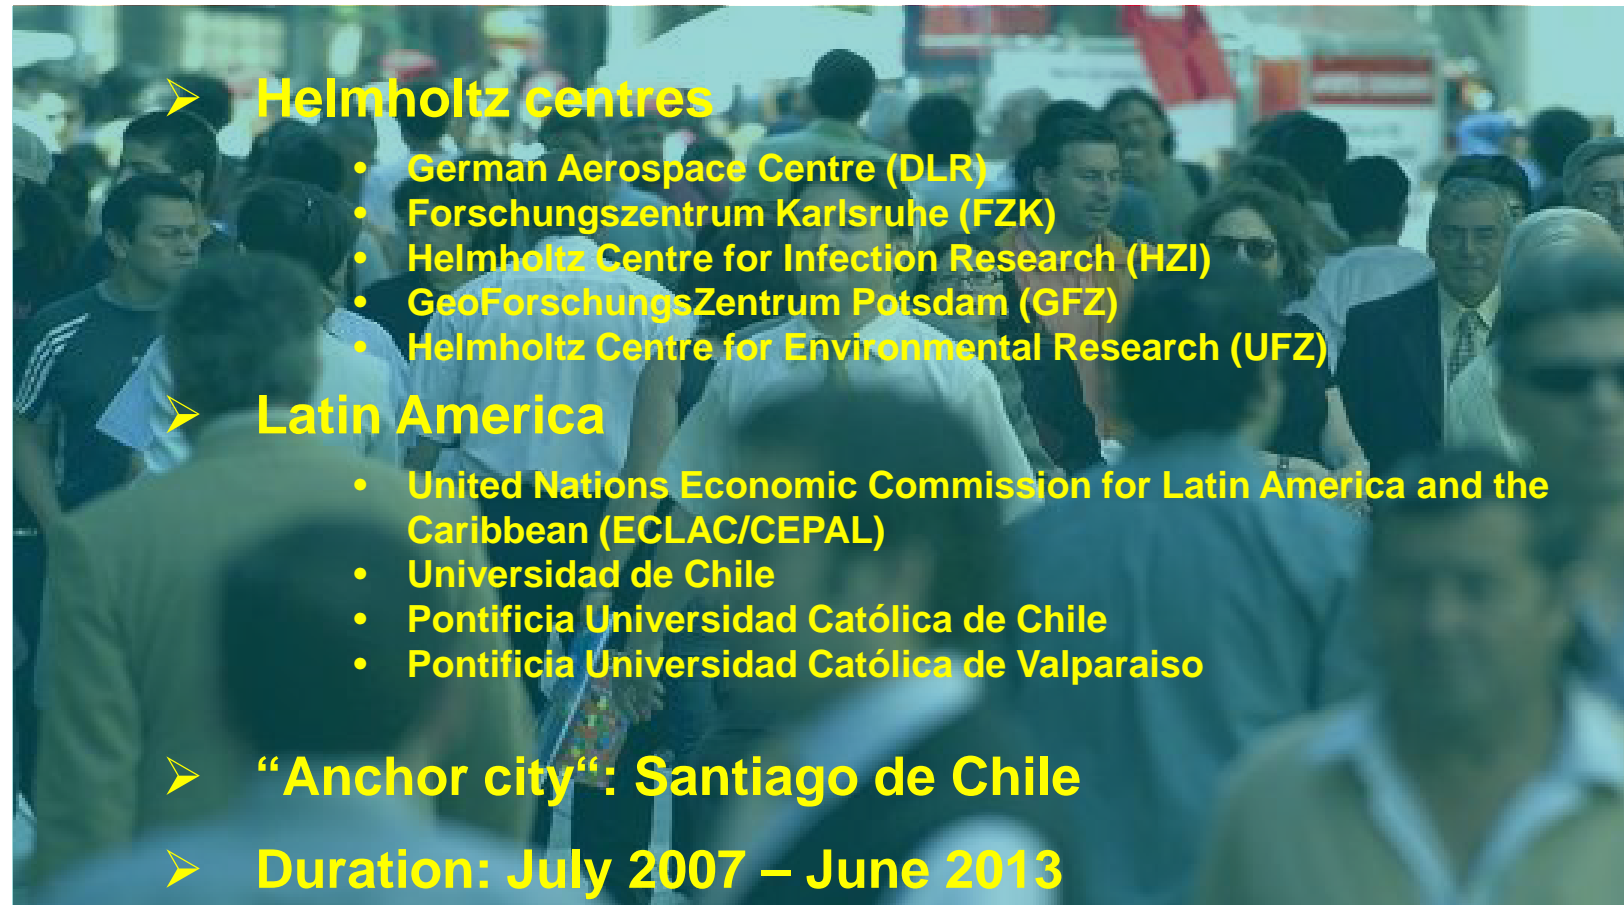 ➢ Helmholtz centres
• German Aerospace Centre (DLR)
• Forschungszentrum Karlsruhe (FZK)
• Helmholtz Centre for Infection Research (HZI)
• GeoForschungsZentrum Potsdam (GFZ)
• Helmholtz Centre for Environmental Research (UFZ)
➢ Latin America
• United Nations Economic Commission for Latin America and the
Caribbean (ECLAC/CEPAL)
• Universidad de Chile
• Pontificia Universidad Católica de Chile
• Pontificia Universidad Católica de Valparaiso
➢ “Anchor city“: Santiago de Chile
➢ Duration: July 2007 – June 2013